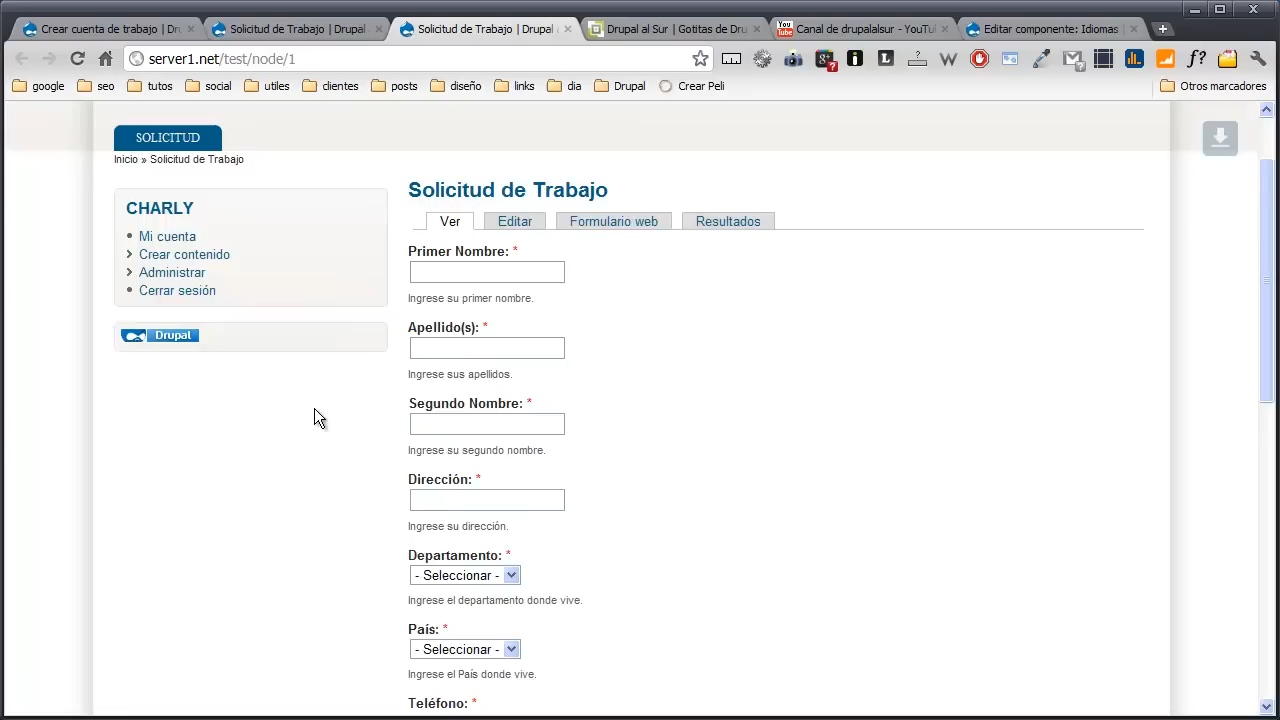 Crear cuenta de trabajo | Dru
Solicitud de Trabajo | Drupal
Solicitud de Trabajo | Drupal
Drupal al Sur | Gotitas de Dru
Canal de drupalalsur - YouTu
Editar componente: Idiomas
server1.net/test/node/1
google
seo
tutos
social
utiles
clientes
posts
diseño
links
dia
Drupal
Crear Peli
Otros marcadores
SOLICITUD
Inicio » Solicitud de Trabajo
CHARLY
Mi cuenta
Crear contenido
Administrar
Cerrar sesión
Drupal
Solicitud de Trabajo
Ver
Editar
Formulario web
Resultados
Primer Nombre: *
Ingrese su primer nombre.
Apellido(s): *
Ingrese sus apellidos.
Segundo Nombre: *
Ingrese su segundo nombre.
Dirección: *
Ingrese su dirección.
Departamento: *
- Seleccionar -
Ingrese el departamento donde vive.
País: *
- Seleccionar -
Ingrese el País donde vive.
Teléfono: *